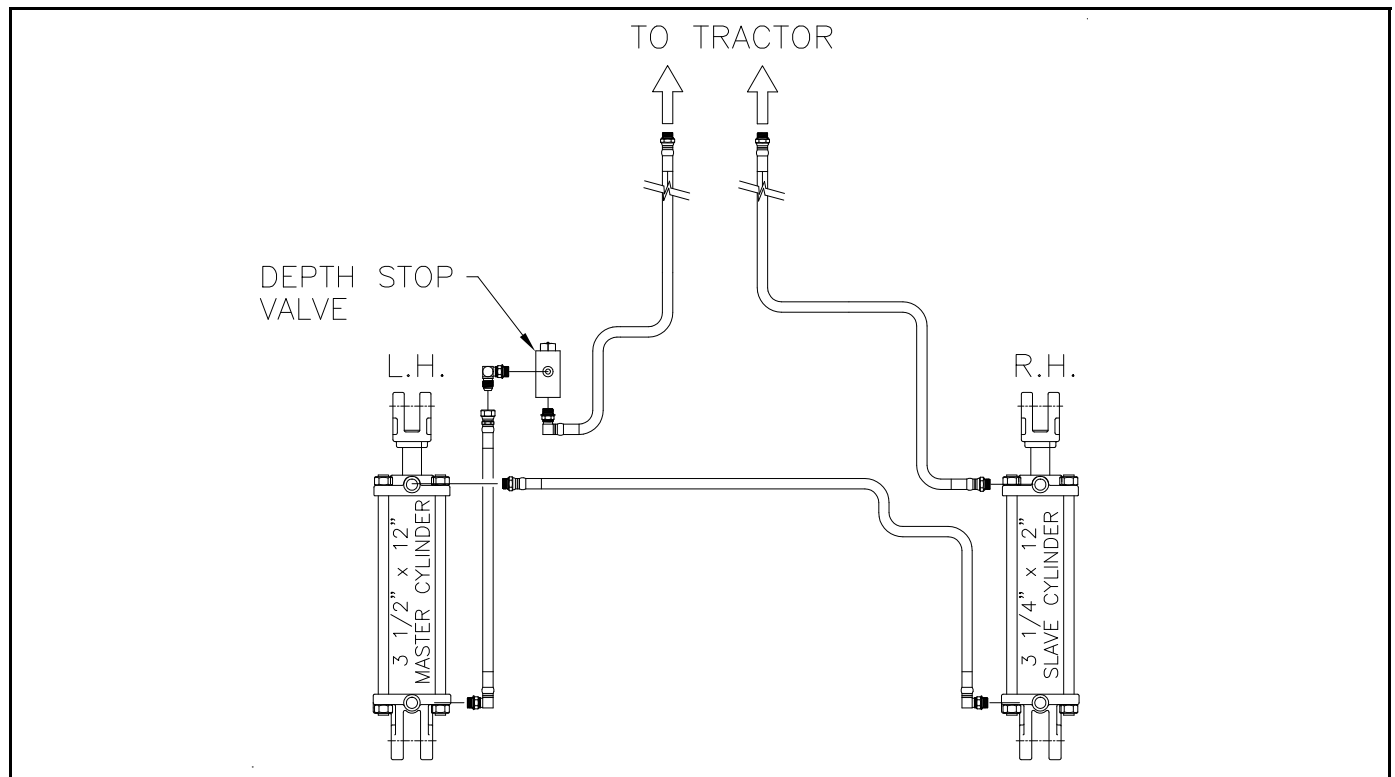 TO TRACTOR
DEPTH STOP
VALVE
L.H.
R.H.
3 1/2" x 12"
MASTER CYLINDER
3 1/4" x 12"
SLAVE CYLINDER